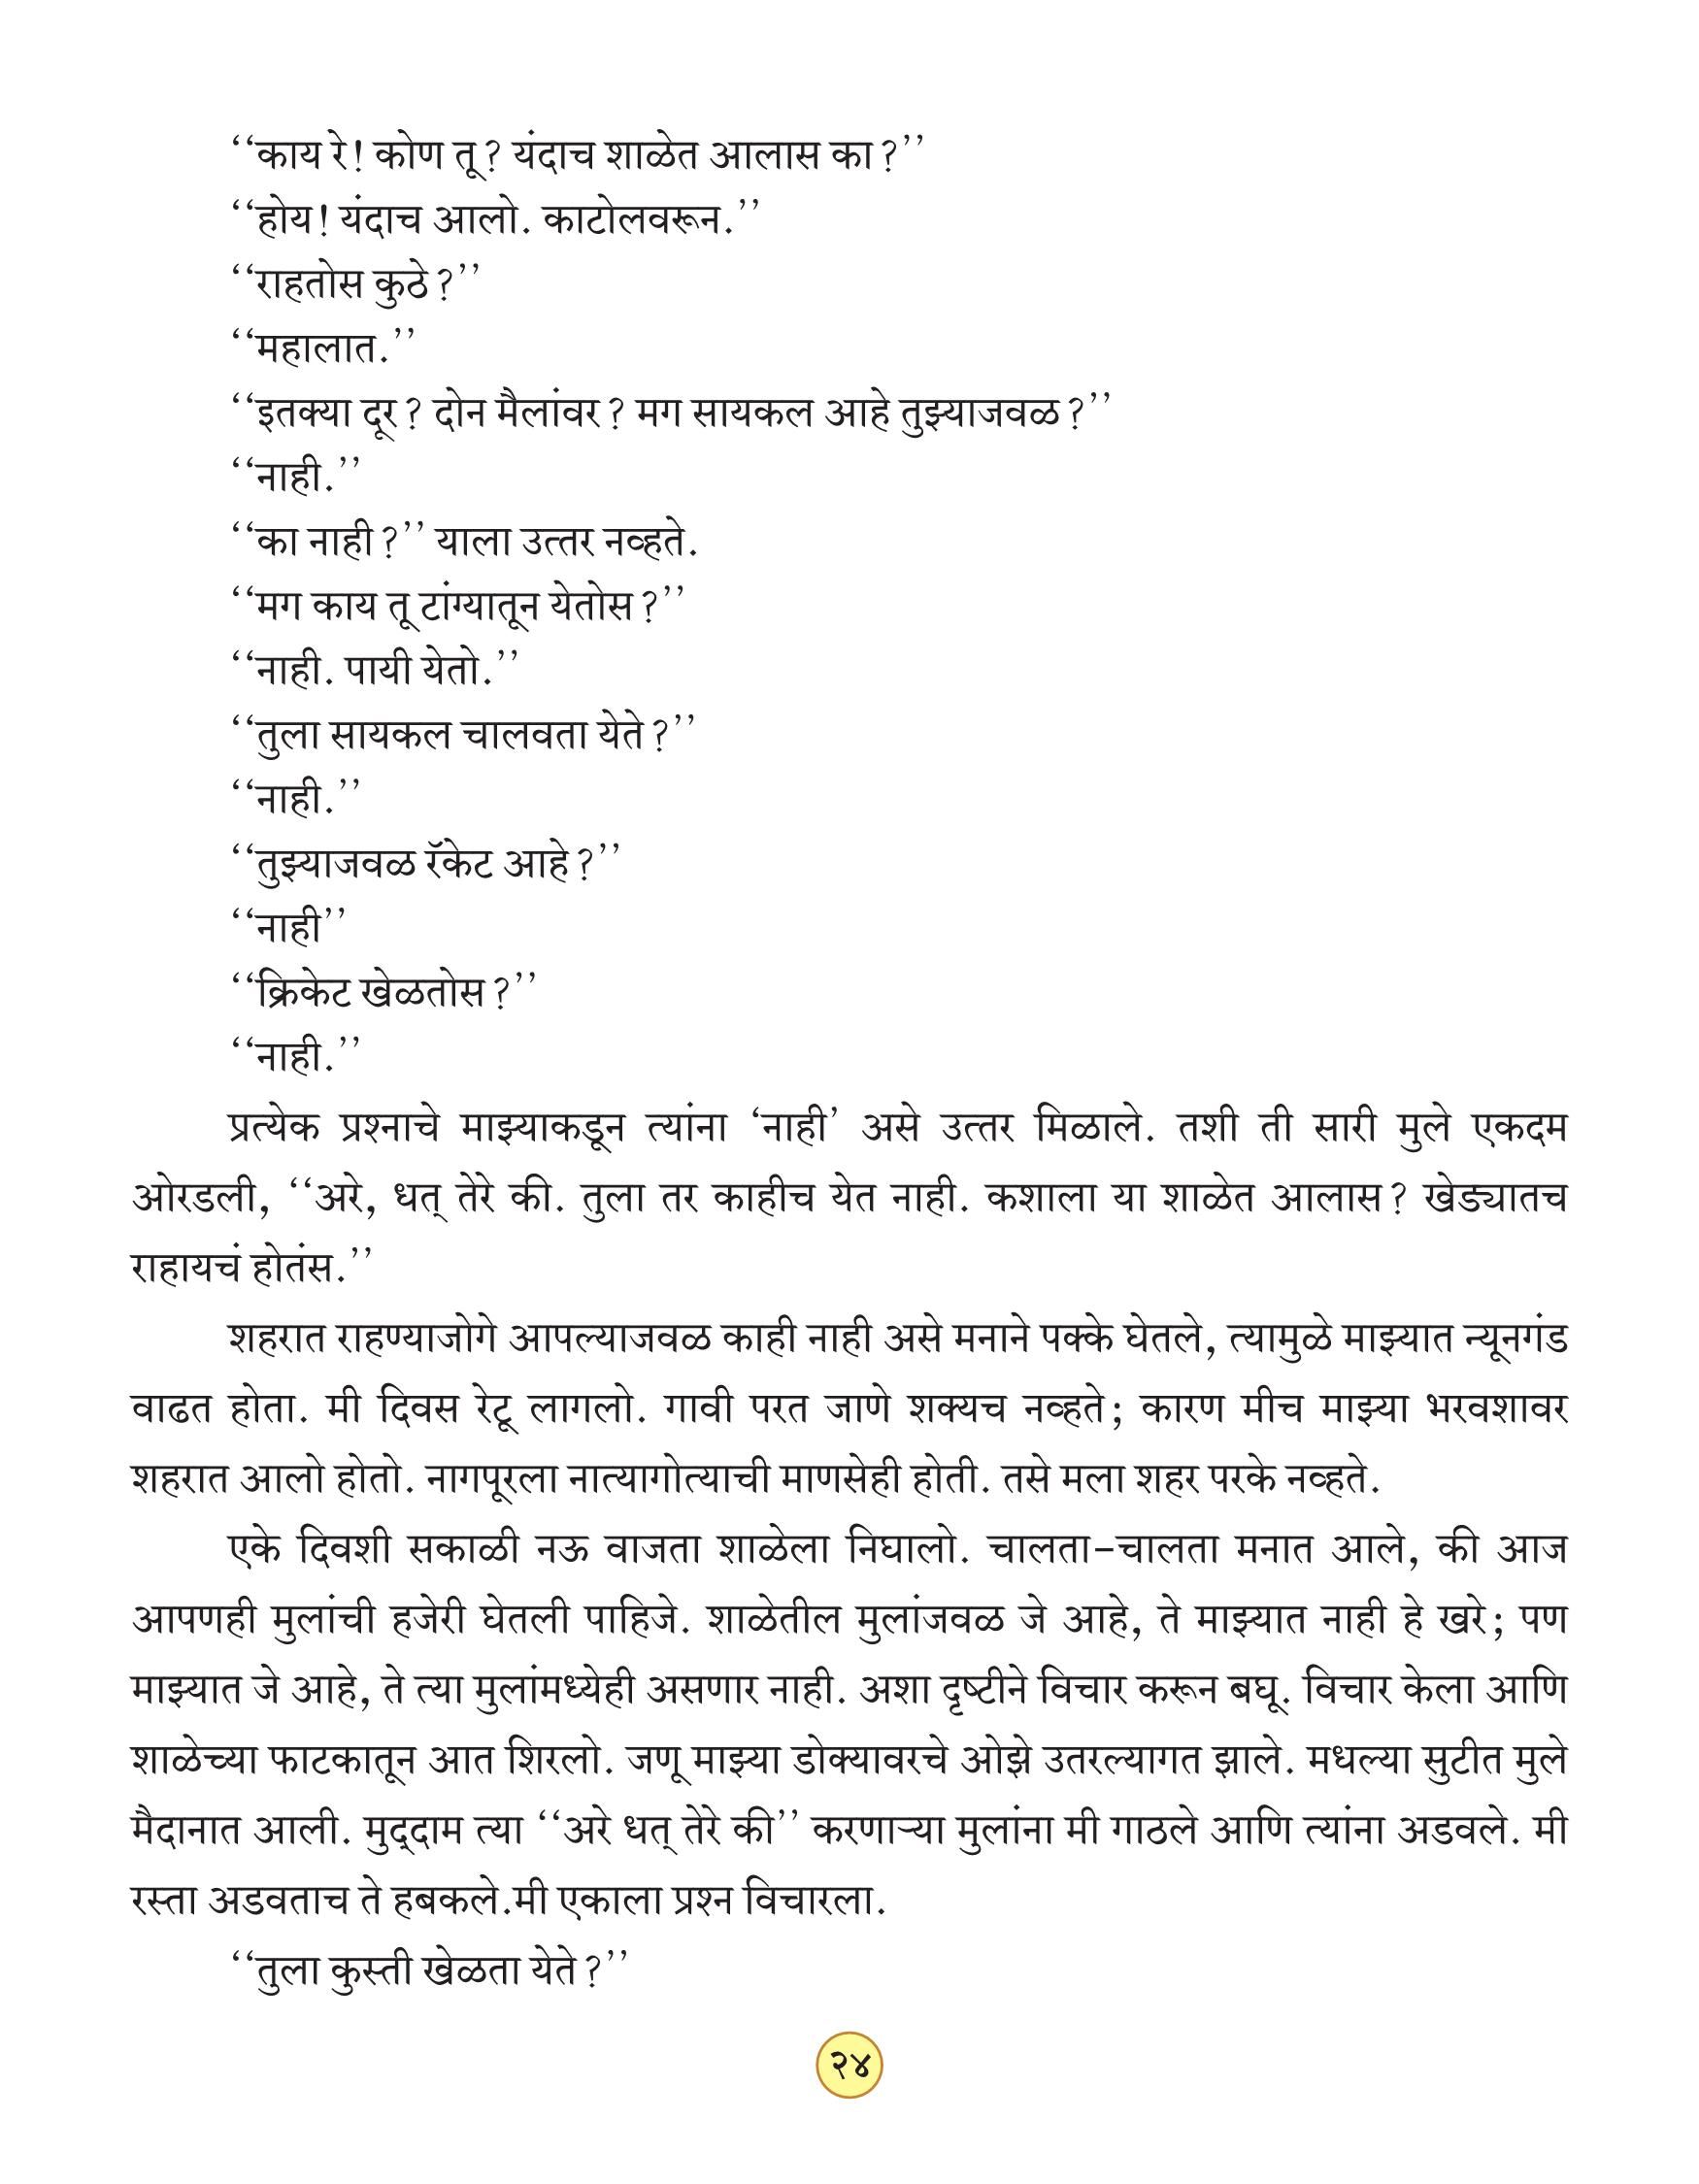 ‘‘काय रे! कोण तू? यंदाच शाळेत आलास का?’’
‘‘होय! यंदाच आलो. काटोलवरून.’’
‘‘राहतोस कुठे?’’
‘‘महालात.’’
‘‘इतक्या दूर? दोन मैलांवर? मग सायकल आहे तुझ्याजवळ?’’
‘‘नाही.’’
‘‘का नाही?’’ याला उत्तर नव्हते.
‘‘मग काय तू टांग्यातून येतोस?’’
‘‘नाही. पायी येतो.’’
‘‘तुला सायकल चालवता येते?’’
‘‘नाही.’’
‘‘तुझ्याजवळ रॅकेट आहे?’’
‘‘नाही’’
‘‘क्रिकेट खेळतोस?’’
‘‘नाही.’’
प्रत्येक प्रश्नाचे माझ्याकडून त्यांना ‘नाही’ असे उत्तर मिळाले. तशी ती सारी मुले एकदम
ओरडली, ‘‘अरे, धत् तेरे की. तुला तर काहीच येत नाही. कशाला या शाळेत आलास? खेड्यातच
राहायचं होतंस.’’
शहरात राहण्याजोगे आपल्याजवळ काही नाही असे मनाने पक्के घेतले, त्यामुळे माझ्यात न्यूनगंड
वाढत होता. मी दिवस रेटू लागलो. गावी परत जाणे शक्यच नव्हते; कारण मीच माझ्या भरवशावर
शहरात आलो होतो. नागपूरला नात्यागोत्याची माणसेही होती. तसे मला शहर परके नव्हते.
एके दिवशी सकाळी नऊ वाजता शाळेला निघालो. चालता-चालता मनात आले, की आज
आपणही मुलांची हजेरी घेतली पाहिजे. शाळेतील मुलांजवळ जे आहे, ते माझ्यात नाही हे खरे; पण
माझ्यात जे आहे, ते त्या मुलांमध्येही असणार नाही. अशा दृष्टीने विचार करून बघू. विचार केला आणि
शाळेच्या फाटकातून आत शिरलो. जणू माझ्या डोक्यावरचे ओझे उतरल्यागत झाले. मधल्या सुटीत मुले
मैदानात आली. मुद्‌दाम त्या ‘‘अरे धत् तेरे की’’ करणाऱ्या मुलांना मी गाठले आणि त्यांना अडवले. मी
रस्ता अडवताच ते हबकले.मी एकाला प्रश्न विचारला.
‘‘तुला कुस्ती खेळता येते?’’
२४